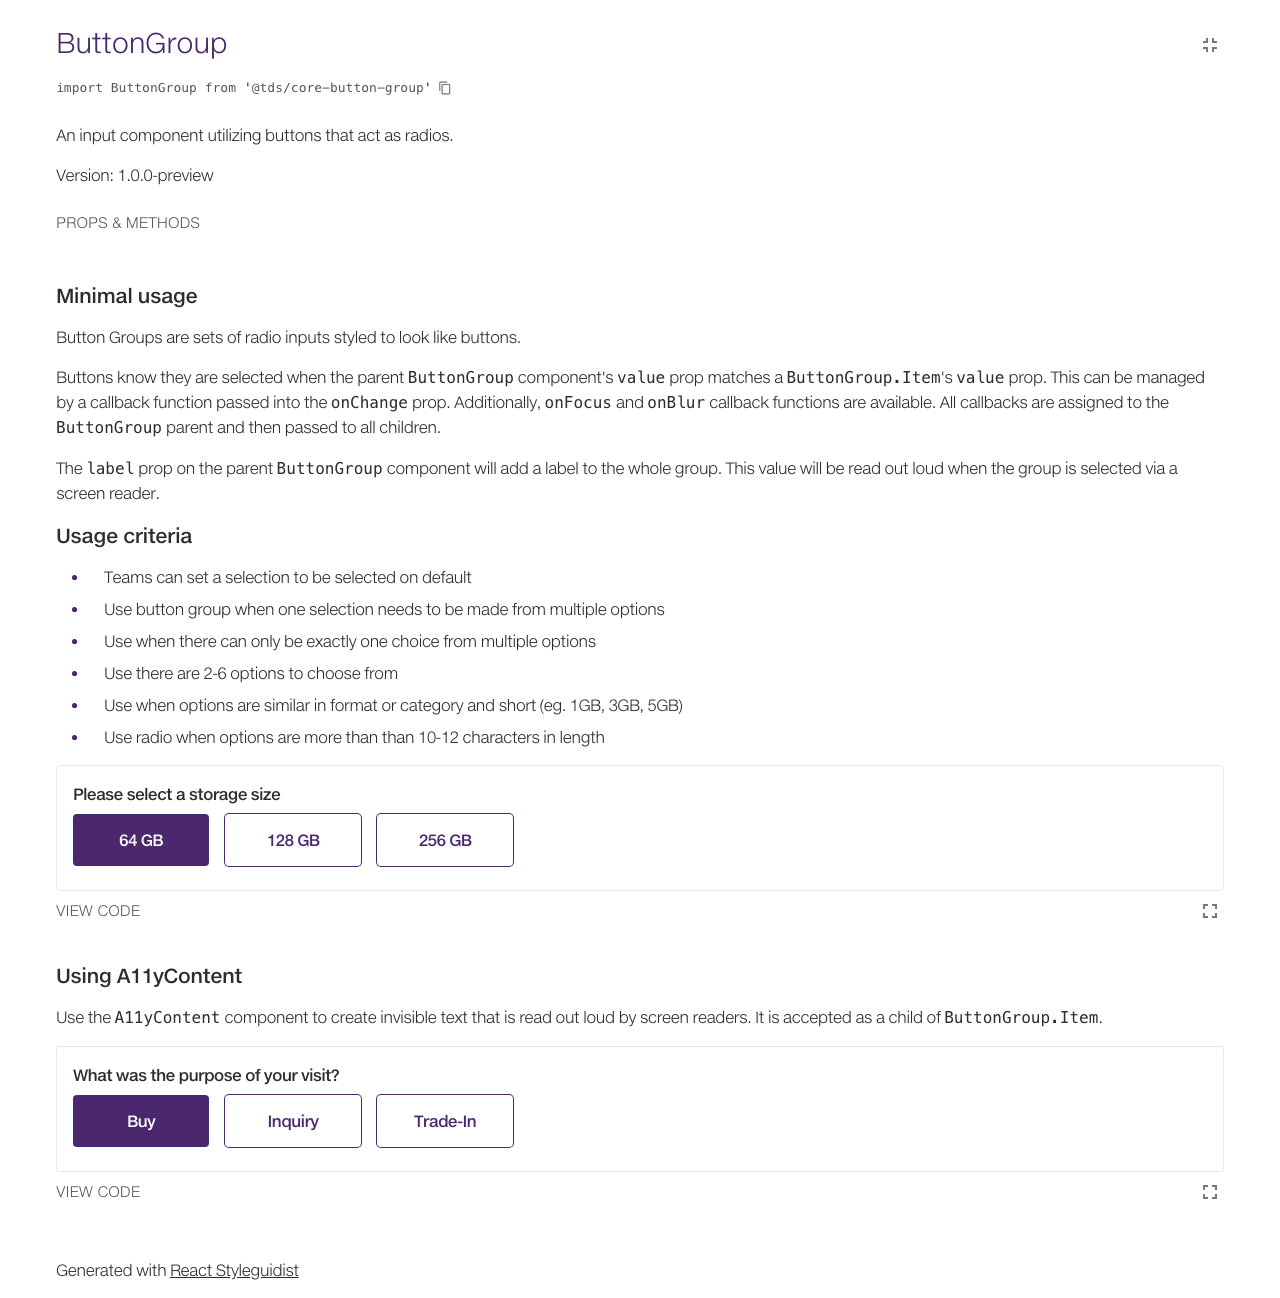 ButtonGroup
import ButtonGroup from '@tds/core-button-group'
An input component utilizing buttons that act as radios.
Version: 1.0.0-preview
PROPS & METHODS
Minimal usage
Button Groups are sets of radio inputs styled to look like buttons.
Buttons know they are selected when the parent ButtonGroup component's value prop matches a ButtonGroup.Item's value prop. This can be managed
by a callback function passed into the onChange prop. Additionally, onFocus and onBlur callback functions are available. All callbacks are assigned to the
ButtonGroup parent and then passed to all children.
The label prop on the parent ButtonGroup component will add a label to the whole group. This value will be read out loud when the group is selected via a
screen reader.
Usage criteria
• Teams can set a selection to be selected on default
• Use button group when one selection needs to be made from multiple options
• Use when there can only be exactly one choice from multiple options
• Use there are 2-6 options to choose from
• Use when options are similar in format or category and short (eg. 1GB, 3GB, 5GB)
• Use radio when options are more than than 10-12 characters in length
Please select a storage size
64 GB 128 GB 256 GB
VIEW CODE
Using A11yContent
Use the A11yContent component to create invisible text that is read out loud by screen readers. It is accepted as a child of ButtonGroup.Item.
What was the purpose of your visit?
Buy Inquiry Trade-In
VIEW CODE
Generated with React Styleguidist